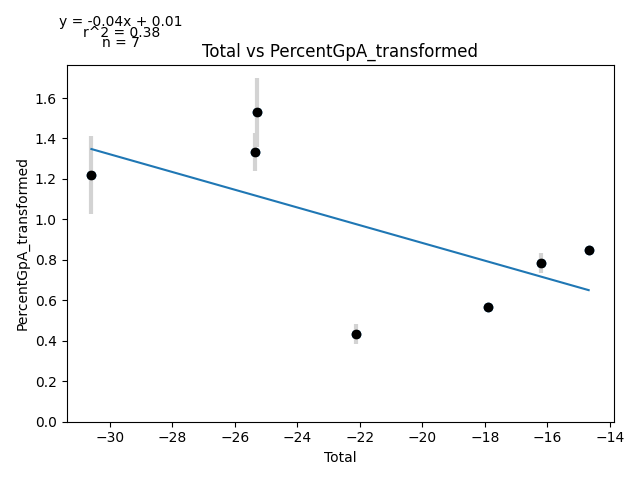 y = -0.04x + 0.01
r^2 = 0.38
n = 7
Total vs PercentGpA_transformed
PercentGpA_transformed
1.6
1.4
1.2
1.0
0.8
0.6
0.4
0.2
0.0
−30 −28 −26 −24 −22 −20 −18 −16 −14
Total